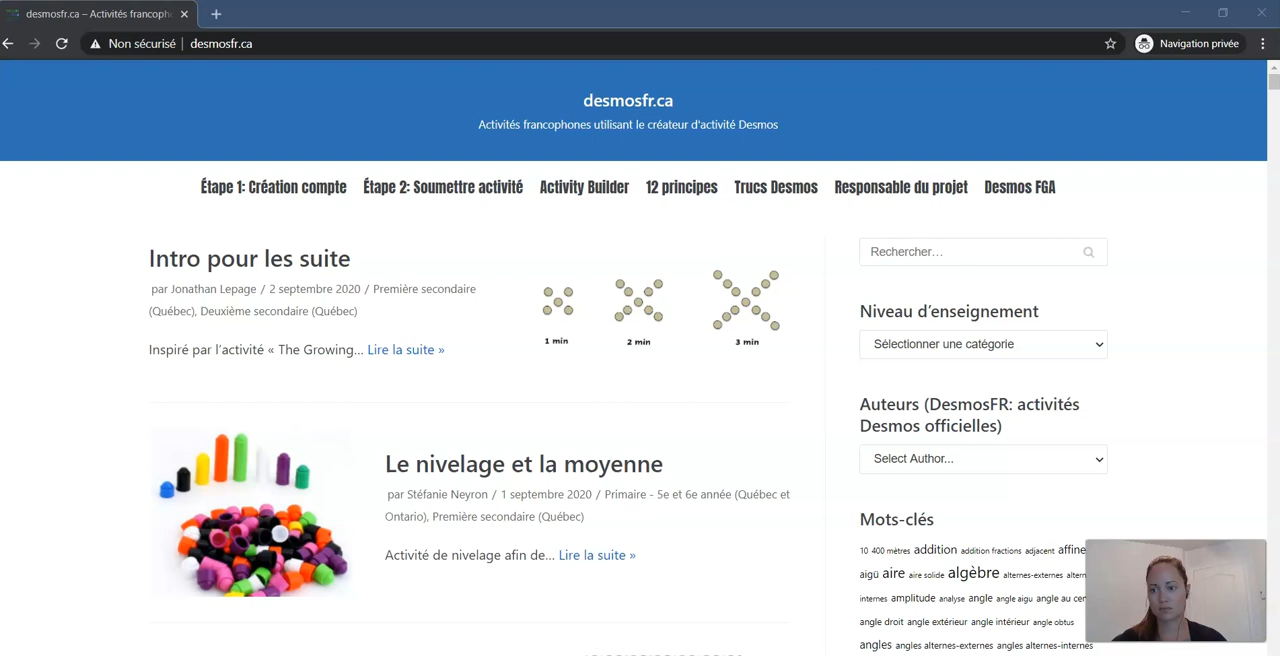 desmosfr.ca – Activités francoph
Non sécurisé | desmosfr.ca
Navigation privée
desmosfr.ca
Activités francophones utilisant le créateur d'activité Desmos
Étape 1: Création compte Étape 2: Soumettre activité Activity Builder 12 principes Trucs Desmos Responsable du projet Desmos FGA
Intro pour les suite
par Jonathan Lepage / 2 septembre 2020 / Première secondaire
(Québec), Deuxième secondaire (Québec)
Inspiré par l'activité « The Growing... Lire la suite »
1 min 2 min 3 min
Le nivelage et la moyenne
par Stéfanie Neyron / 1 septembre 2020 / Primaire - 5e et 6e année (Québec et
Ontario), Première secondaire (Québec)
Activité de nivelage afin de... Lire la suite »
Rechercher…
Niveau d'enseignement
Sélectionner une catégorie
Auteurs (DesmosFR: activités
Desmos officielles)
Select Author...
Mots-clés
10 400 mètres addition addition fractions adjacent affine
aigü aire aire solide algèbre alternes-externes altern
internes amplitude analyse angle angle aigu angle au cen
angle droit angle extérieur angle intérieur angle obtus
angles angles alternes-externes angles alternes-internes